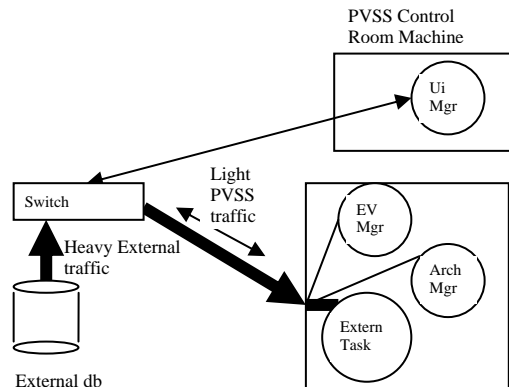 PVSS Control
Room Machine
Ui
Mgr
Light
PVSS
traffic
Switch
EV
Mgr
Heavy External
traffic
Arch
Mgr
Extern
Task
External db